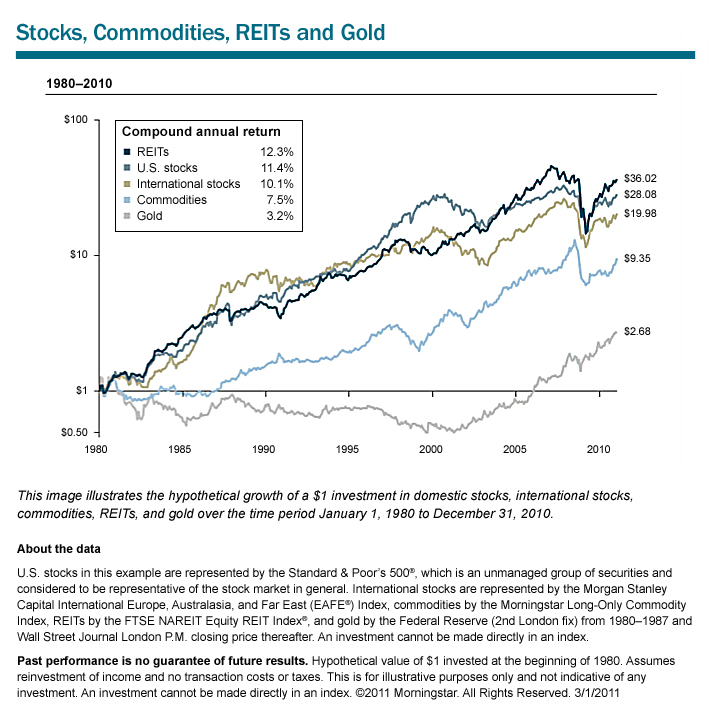 Stocks, Commodities, REITs and Gold
1980–2010
$100
Compound annual return
REITs 12.3%
U.S. stocks 11.4%
International stocks 10.1%
Commodities 7.5%
Gold 3.2%
$36.02
$28.08
$19.98
$10
$9.35
$2.68
$1
$0.50
1980 1985 1990 1995 2000 2005 2010
This image illustrates the hypothetical growth of a $1 investment in domestic stocks, international stocks,
commodities, REITs, and gold over the time period January 1, 1980 to December 31, 2010.
About the data
U.S. stocks in this example are represented by the Standard & Poor’s 500®, which is an unmanaged group of securities and
considered to be representative of the stock market in general. International stocks are represented by the Morgan Stanley
Capital International Europe, Australasia, and Far East (EAFE®) Index, commodities by the Morningstar Long-Only Commodity
Index, REITs by the FTSE NAREIT Equity REIT Index®, and gold by the Federal Reserve (2nd London fix) from 1980–1987 and
Wall Street Journal London P.M. closing price thereafter. An investment cannot be made directly in an index.
Past performance is no guarantee of future results. Hypothetical value of $1 invested at the beginning of 1980. Assumes
reinvestment of income and no transaction costs or taxes. This is for illustrative purposes only and not indicative of any
investment. An investment cannot be made directly in an index. ©2011 Morningstar. All Rights Reserved. 3/1/2011